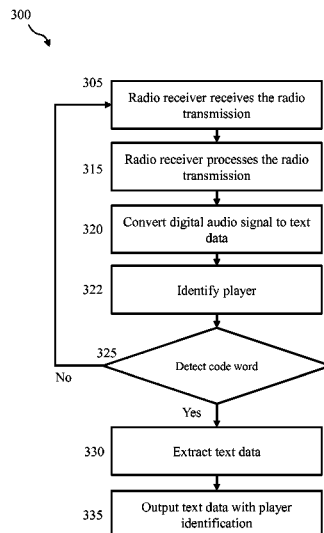 300
305
Radio receiver receives the radio
transmission
315
Radio receiver processes the radio
transmission
320
Convert digital audio signal to text
data
322
Identify player
325
Detect code word
No
Yes
330
Extract text data
335
Output text data with player
identification